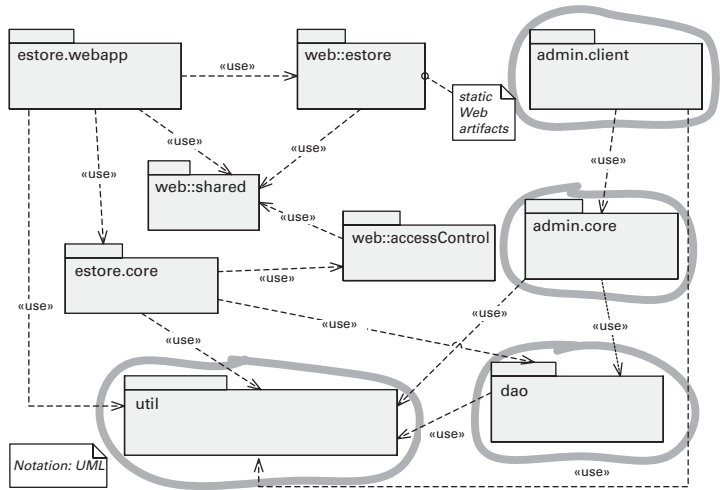 estore.webapp
«use»
web::estore
admin.client
static
Web
artifacts
«use»
«use»
«use»
«use»
web::shared
«use»
admin.core
web::accessControl
estore.core
«use»
«use»
«use»
«use»
«use»
«use»
«use»
util
dao
«use»
Notation: UML
«use»